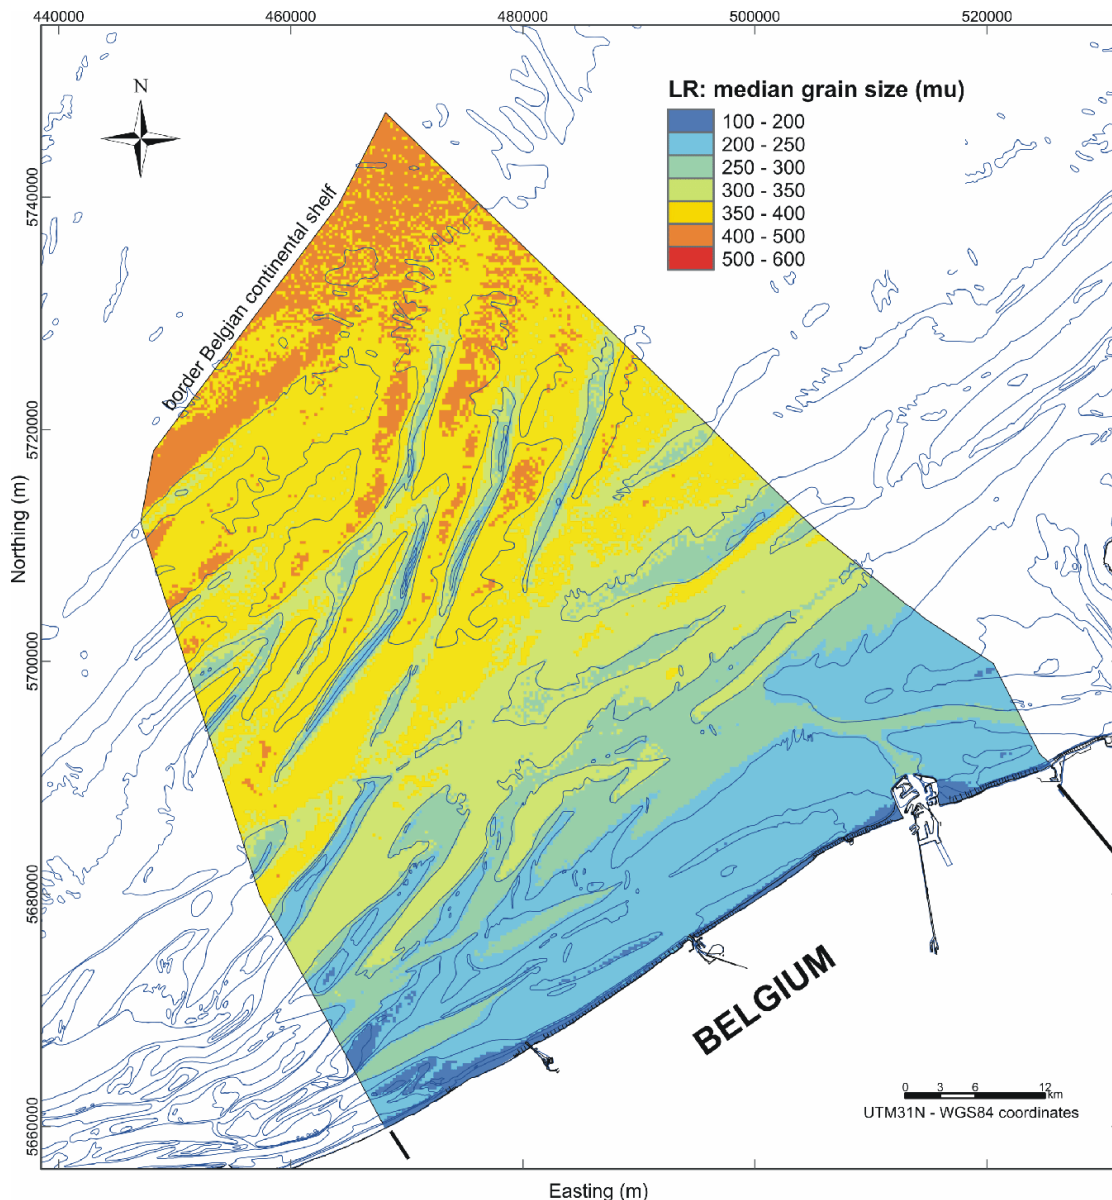 440000
460000
480000
500000
520000
N
LR: median grain size (mu)
100 - 200
200 - 250
250 - 300
300 - 350
350 - 400
400 - 500
500 - 600
border Belgian continental shelf
5740000
5720000
5700000
5680000
5660000
Northing (m)
BELGIUM
0 3 6 12
km
UTM31N - WGS84 coordinates
Easting (m)